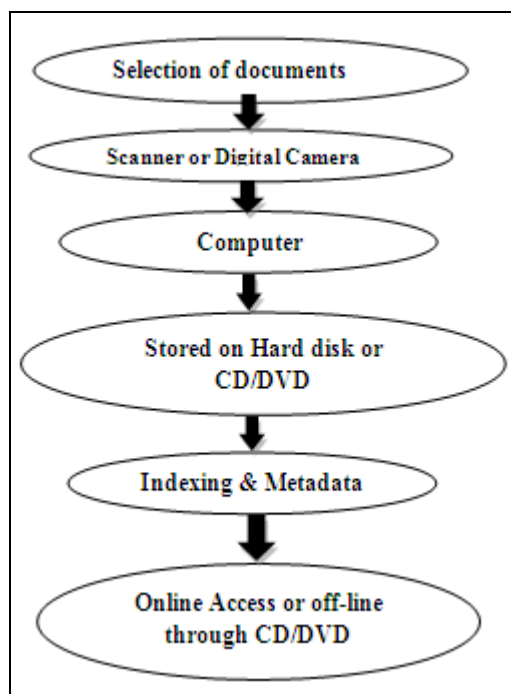 Selection of documents
Scanner or Digital Camera
Computer
Stored on Hard disk or
CD/DVD
Indexing & Metadata
Online Access or off-line
through CD/DVD